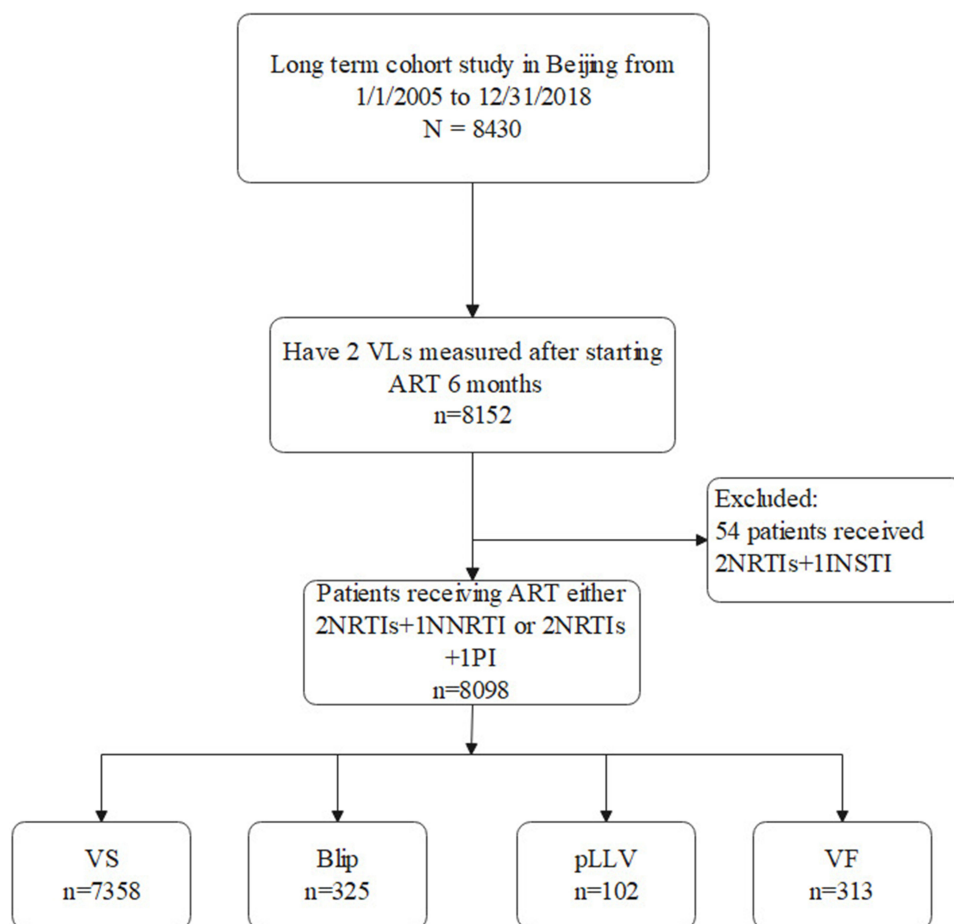 Long term cohort study in Beijing from
1/1/2005 to 12/31/2018
N = 8430
Have 2 VLs measured after starting
ART 6 months
n=8152
Excluded:
54 patients received
2NRTIs+1INSTI
Patients receiving ART either
2NRTIs+1NNRTI or 2NRTIs
+1PI
n=8098
VS
n=7358
Blip
n=325
pLLV
n=102
VF
n=313